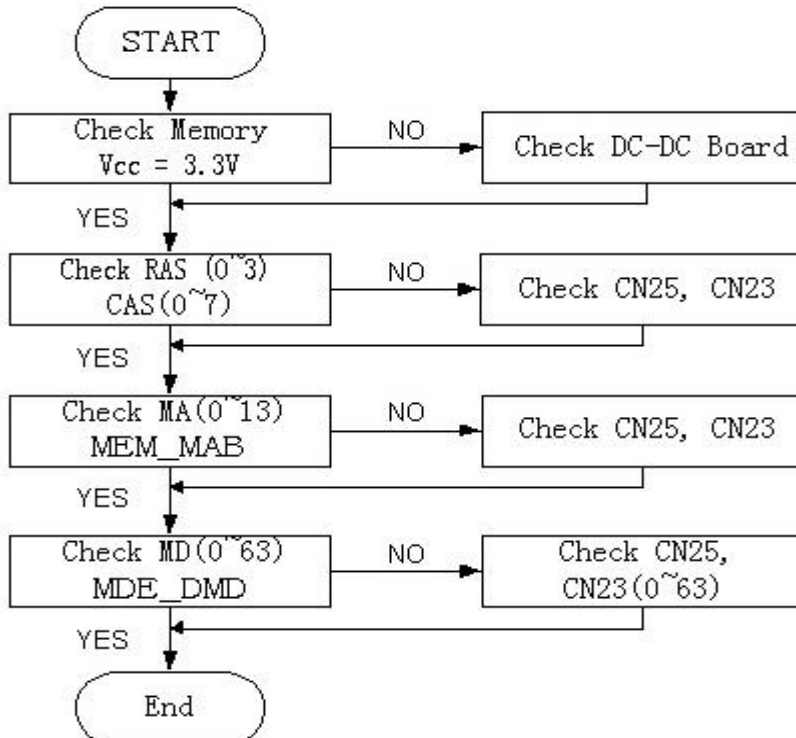 START
Check Memory
Vcc = 3.3V
NO
Check DC-DC Board
YES
Check RAS (0~3)
CAS(0~7)
NO
Check CN25, CN23
YES
Check MA(0~13)
MEM_MAB
NO
Check CN25, CN23
YES
Check MD(0~63)
MDE_DMD
NO
Check CN25,
CN23(0~63)
YES
End